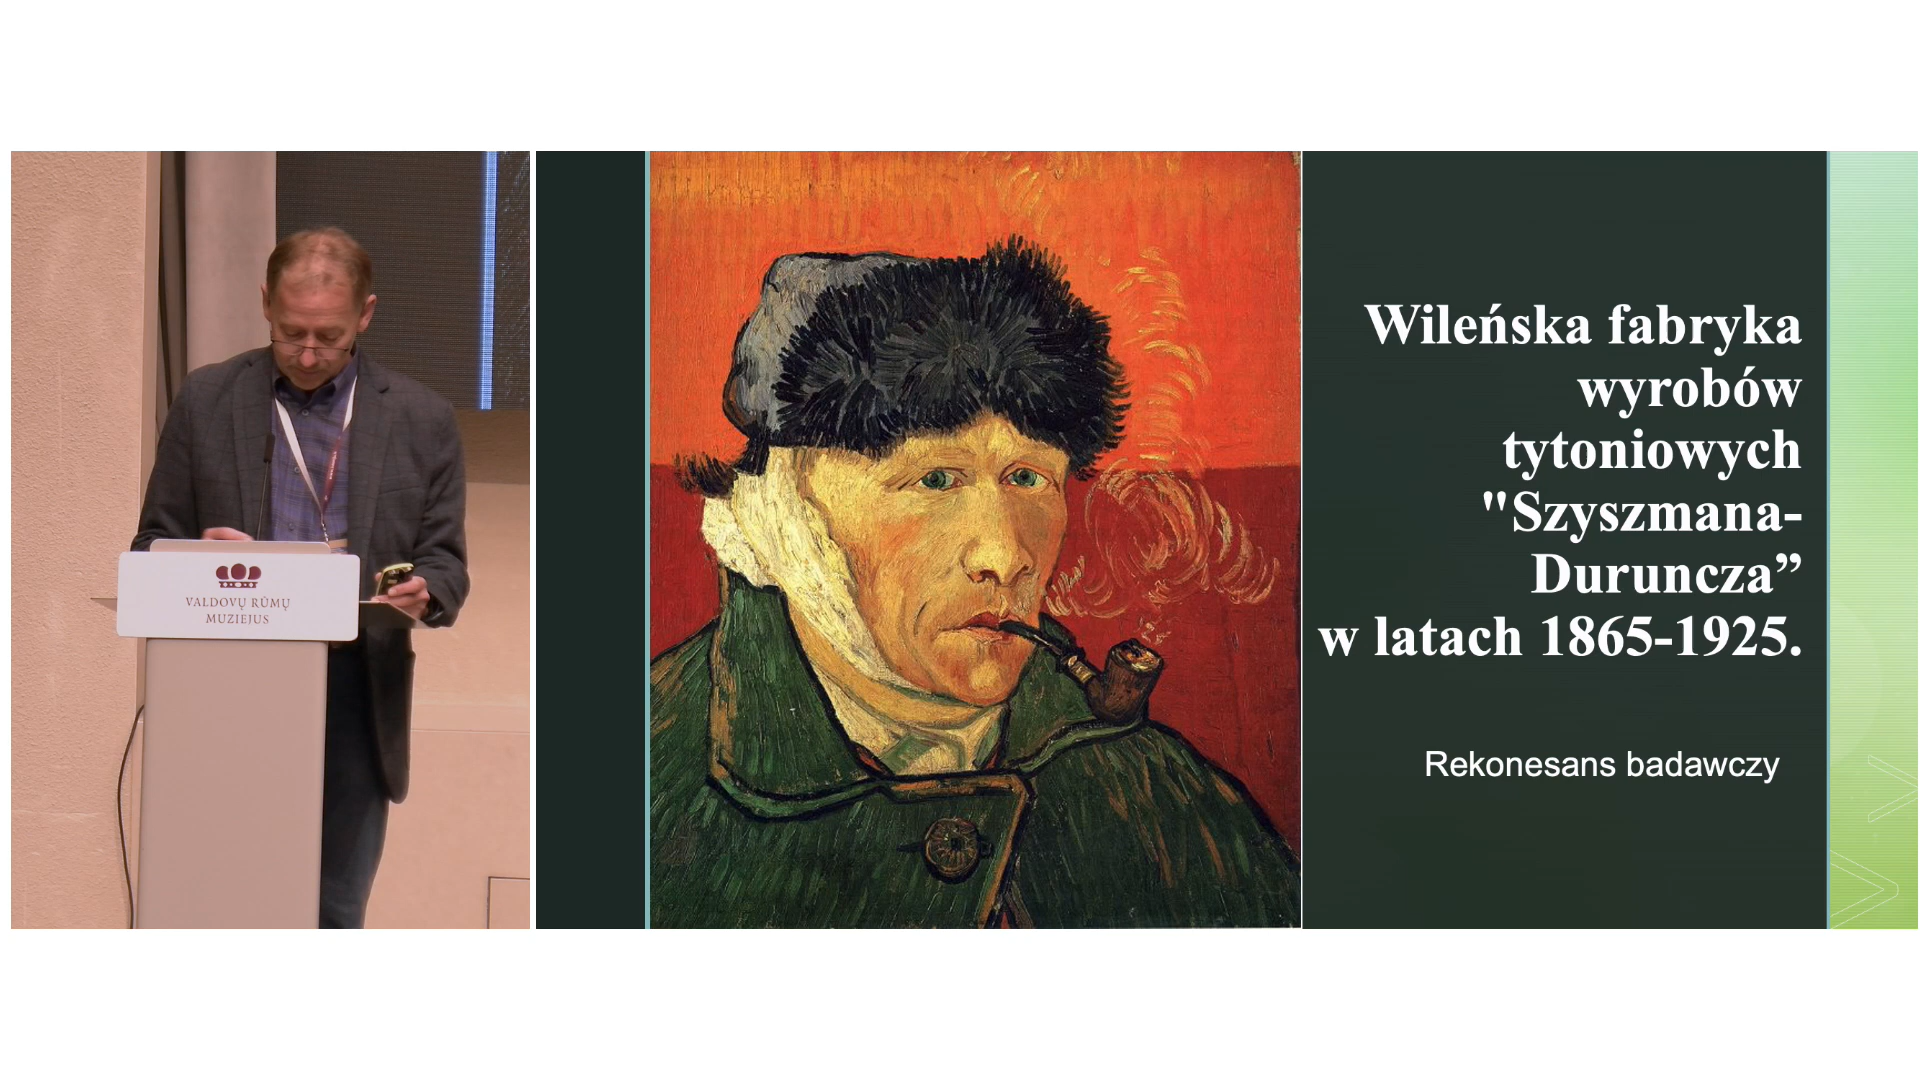 VALDOVŲ RŪMŲ
MUZIEJUS
Wileńska fabryka
wyrobów
tytoniowych
"Szyszmana-
Duruncza”
w latach 1865-1925.
Rekonesans badawczy